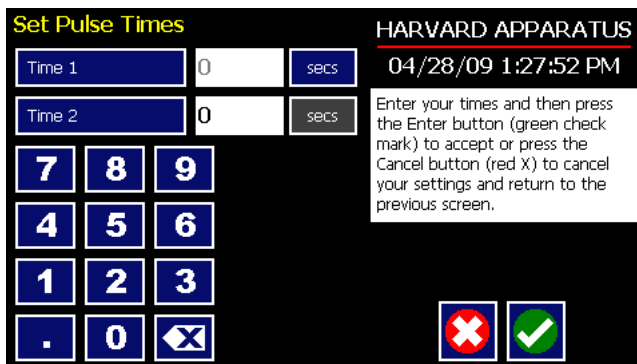 Set Pulse Times
HARVARD APPARATUS
04/28/09 1:27:52 PM
Time 1 0 secs
Time 2 0 secs
Enter your times and then press
the Enter button (green check
mark) to accept or press the
Cancel button (red X) to cancel
your settings and return to the
previous screen.
7 8 9
4 5 6
1 2 3
. 0